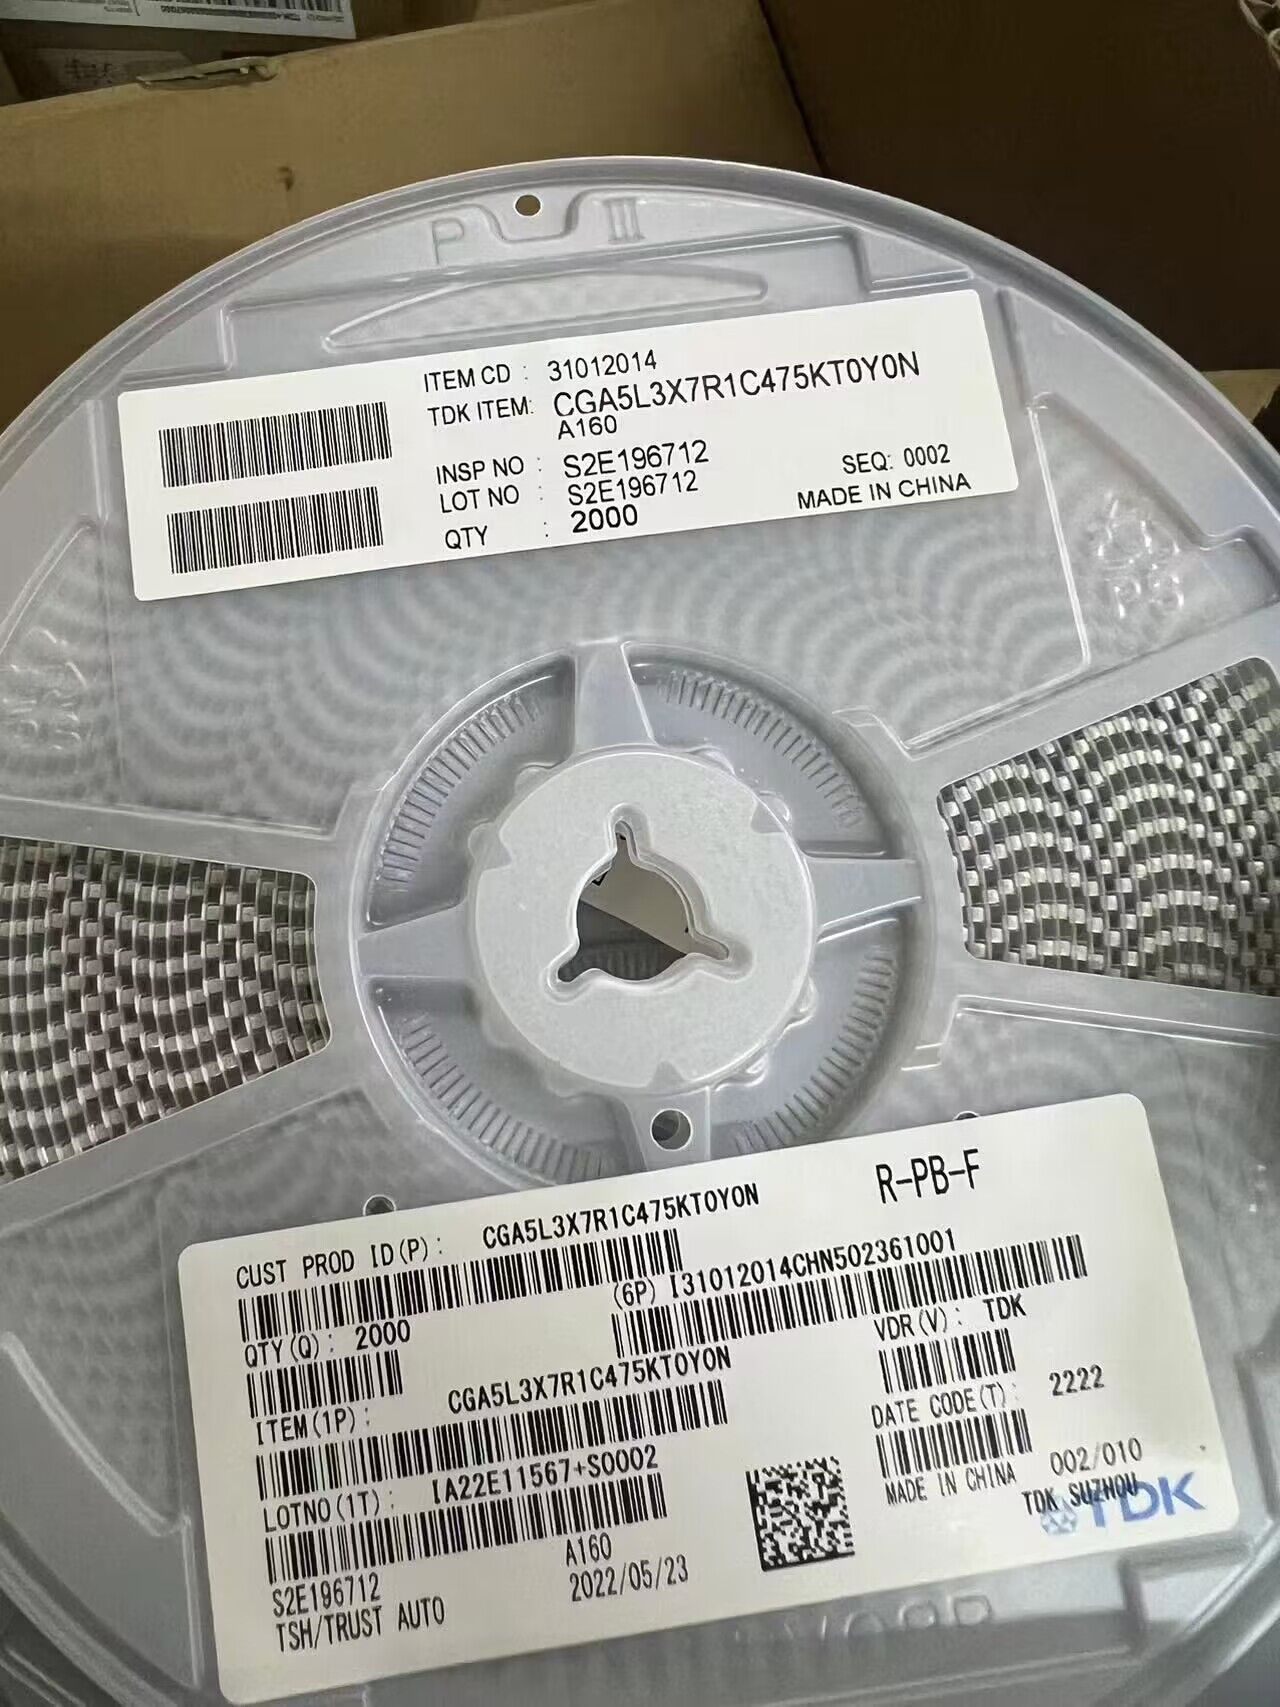 P III
ITEM CD : 31012014
TDK ITEM: CGA5L3X7R1C475KT0Y0N
A160
INSP NO : S2E196712
LOT NO : S2E196712
QTY : 2000
SEQ: 0002
MADE IN CHINA
PS
R-PB-F
CUST PROD ID(P): CGA5L3X7R1C475KT0Y0N
(6P) I31012014CHN502361001
QTY(Q): 2000
VDR(V): TDK
ITEM(1P): CGA5L3X7R1C475KT0Y0N
DATE CODE(T): 2222
LOTNO(1T): IA22E11567+S0002
MADE IN CHINA
002/010
TDK SUZHOU
TDK
A160
S2E196712
2022/05/23
TSH/TRUST AUTO